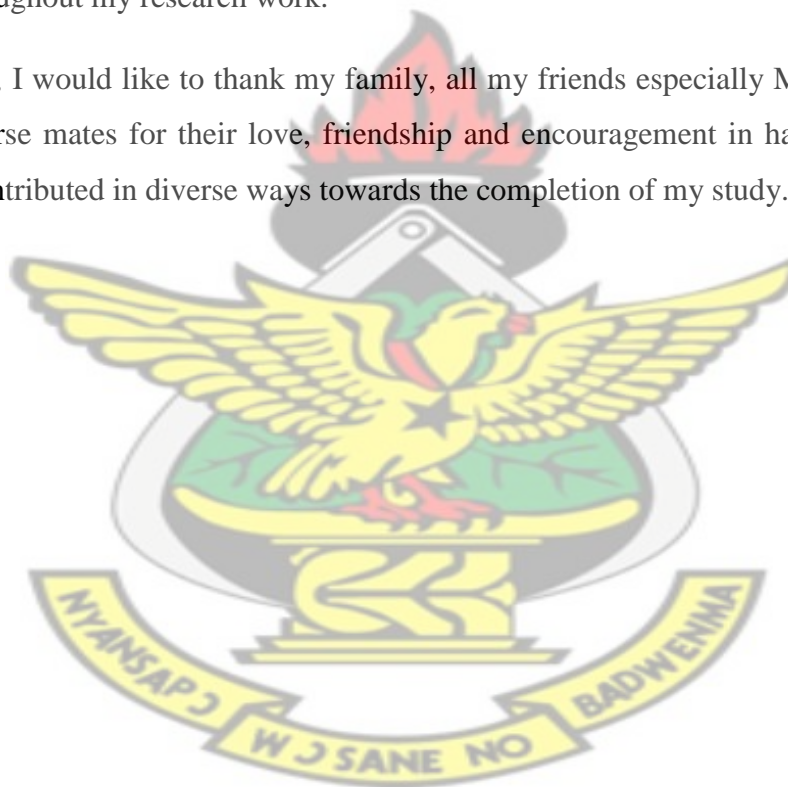 ughout my research work.
, I would like to thank my family, all my friends especially M
rse mates for their love, friendship and encouragement in ha
ntributed in diverse ways towards the completion of my study.
NYANSAPƆ
WƆSANE NO
BADWENMA